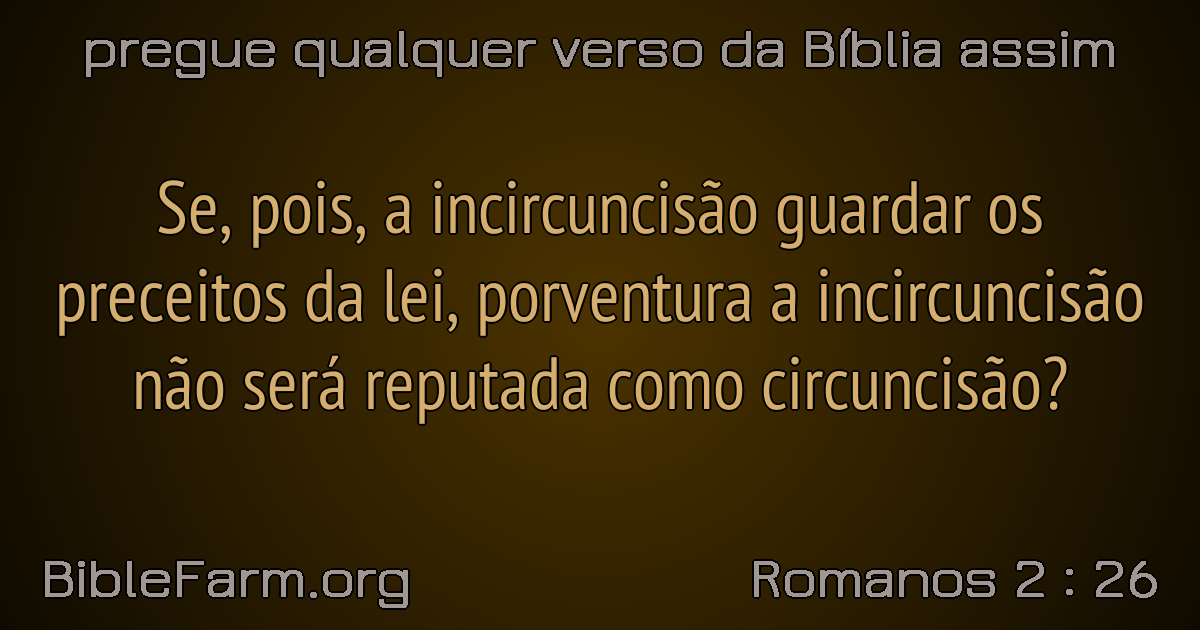 pregue qualquer verso da Bíblia assim
Se, pois, a incircuncisão guardar os
preceitos da lei, porventura a incircuncisão
não será reputada como circuncisão?
BibleFarm.org
Romanos 2 : 26